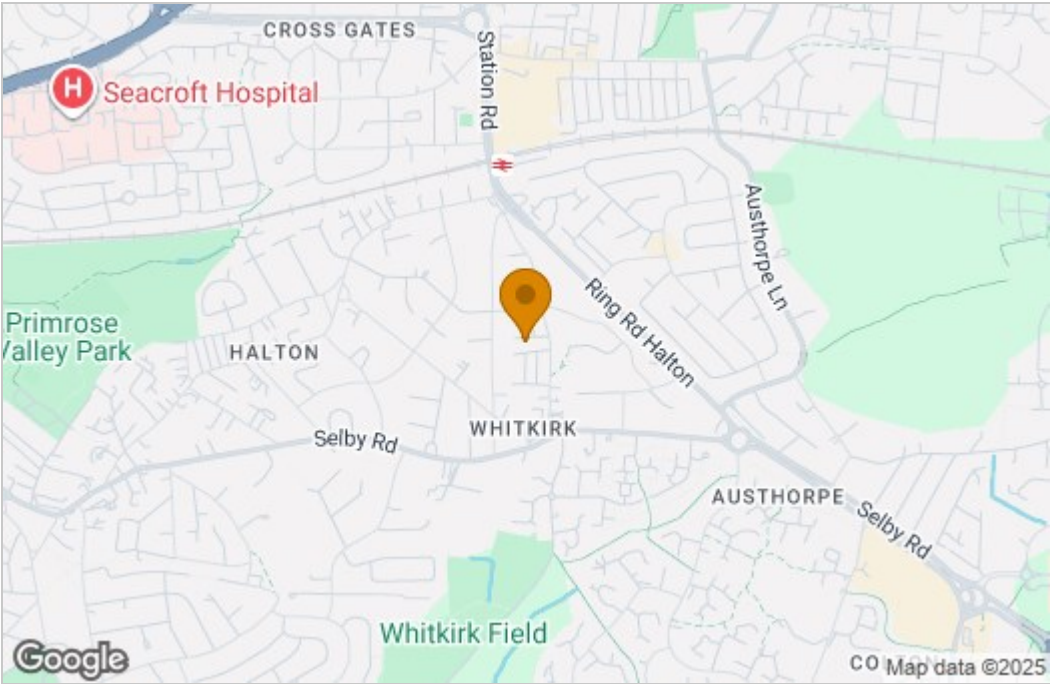 CROSS GATES
Station Rd
H
Seacroft Hospital
Austhorpe Ln
Ring Rd Halton
Primrose
Valley Park
HALTON
WHITKIRK
Selby Rd
AUSTHORPE
Selby Rd
Whitkirk Field
COLTON
Google
Map data ©2025